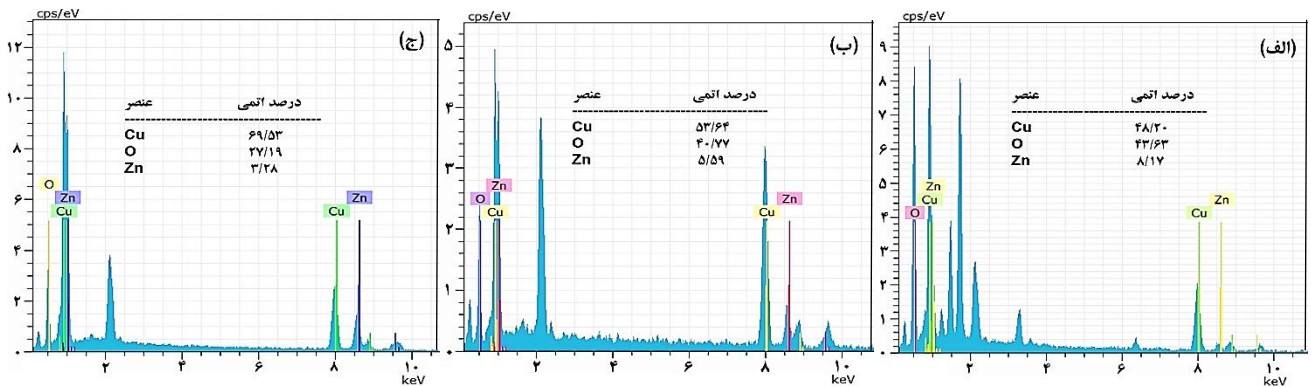 cps/eV
(الف)
عنصر درصد اتمی
Cu ۴۸/۲۰
O ۴۳/۶۳
Zn ۸/۱۷
۹
۸
۷
۶
۵
۴
۳
۲
۱
۰
Zn
Cu
O
Zn
Cu
۲ ۴ ۶ ۸ ۱۰
keV
cps/eV
(ب)
عنصر درصد اتمی
Cu ۵۳/۶۴
O ۴۰/۷۷
Zn ۵/۵۹
۵
۴
۳
۲
۱
۰
Zn
O
Cu
Zn
Cu
۲ ۴ ۶ ۸ ۱۰
keV
cps/eV
(ج)
عنصر درصد اتمی
Cu ۶۹/۵۳
O ۲۷/۱۹
Zn ۳/۲۸
۱۲
۱۰
۸
۶
۴
۲
۰
O
Zn
Cu
Zn
Cu
۲ ۴ ۶ ۸ ۱۰
keV